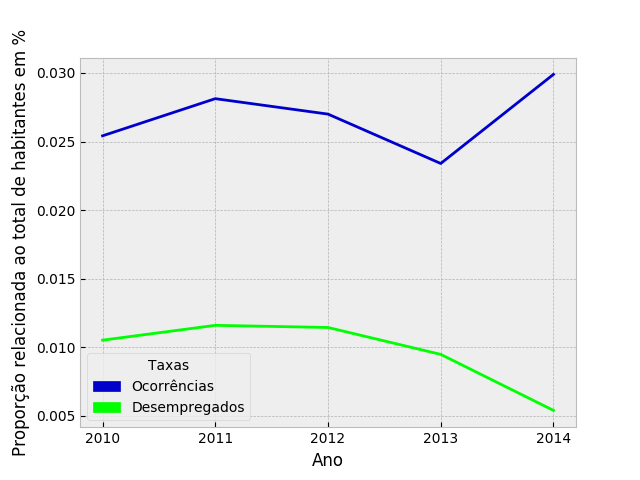 Proporção relacionada ao total de habitantes em %
0.030
0.025
0.020
0.015
0.010
0.005
Taxas
Ocorrências
Desempregados
2010 2011 2012 2013 2014
Ano